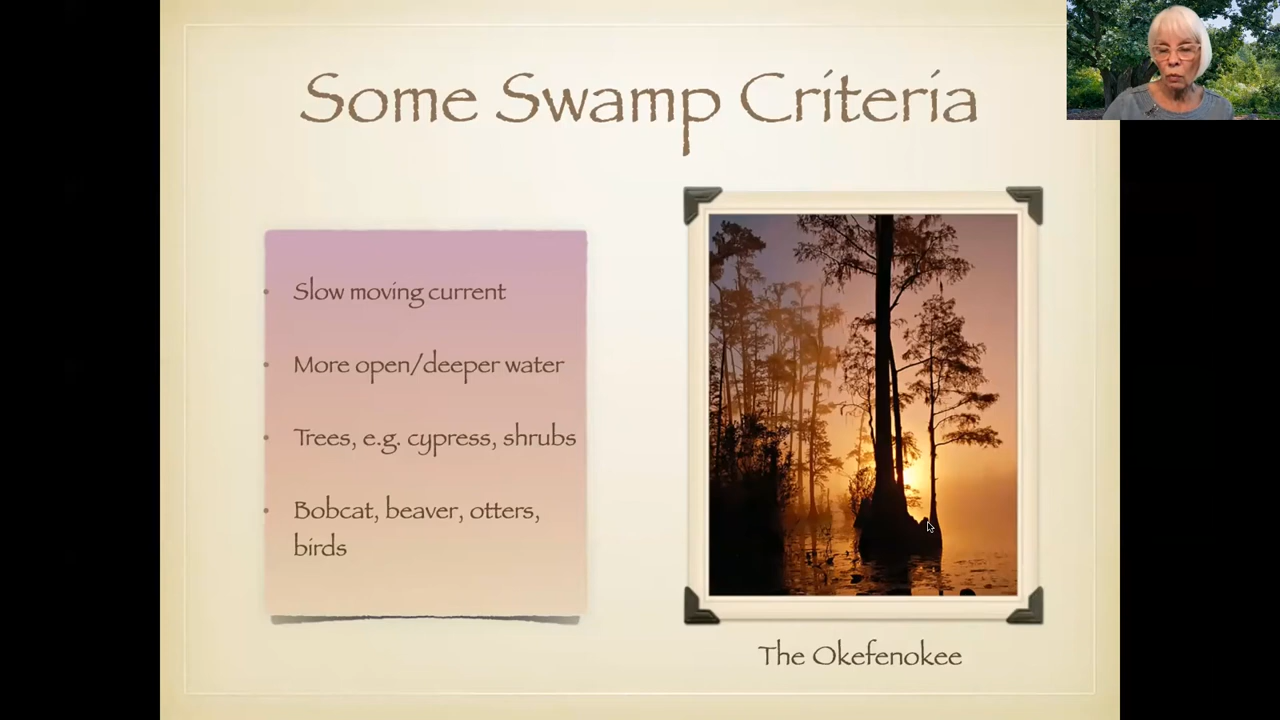 Some Swamp Criteria
• Slow moving current
• More open/deeper water
• Trees, e.g. cypress, shrubs
• Bobcat, beaver, otters,
birds
The Okefenokee